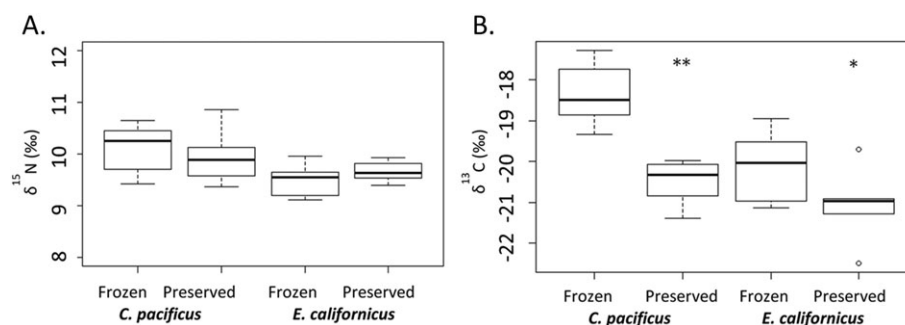 A.
δ 15 N (‰)
12
11
10
9
8
Frozen Preserved Frozen Preserved
C. pacificus E. californicus
B.
δ 13 C (‰)
-18
-19
-20
-21
-22
** *
Frozen Preserved Frozen Preserved
C. pacificus E. californicus